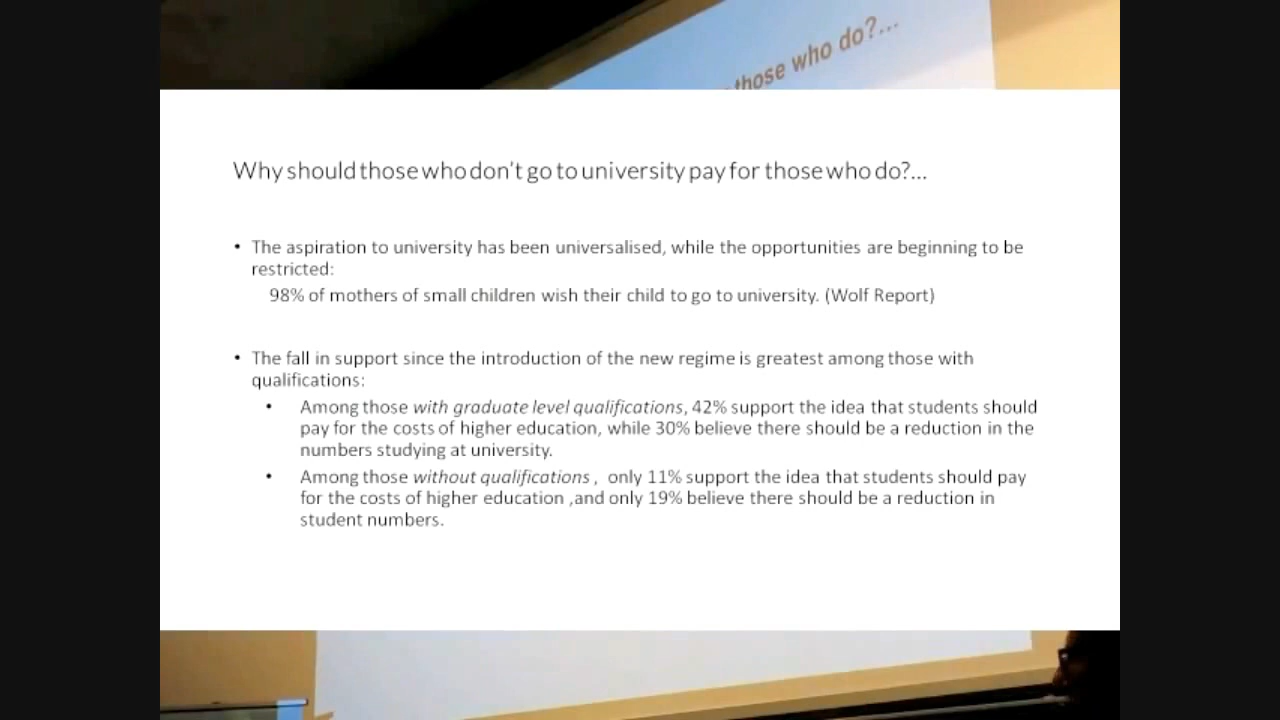 those who do?...
Why should those who don't go to university pay for those who do?...
• The aspiration to university has been universalised, while the opportunities are beginning to be
restricted:
98% of mothers of small children wish their child to go to university. (Wolf Report)
• The fall in support since the introduction of the new regime is greatest among those with
qualifications:
• Among those with graduate level qualifications, 42% support the idea that students should
pay for the costs of higher education, while 30% believe there should be a reduction in the
numbers studying at university.
• Among those without qualifications , only 11% support the idea that students should pay
for the costs of higher education ,and only 19% believe there should be a reduction in
student numbers.